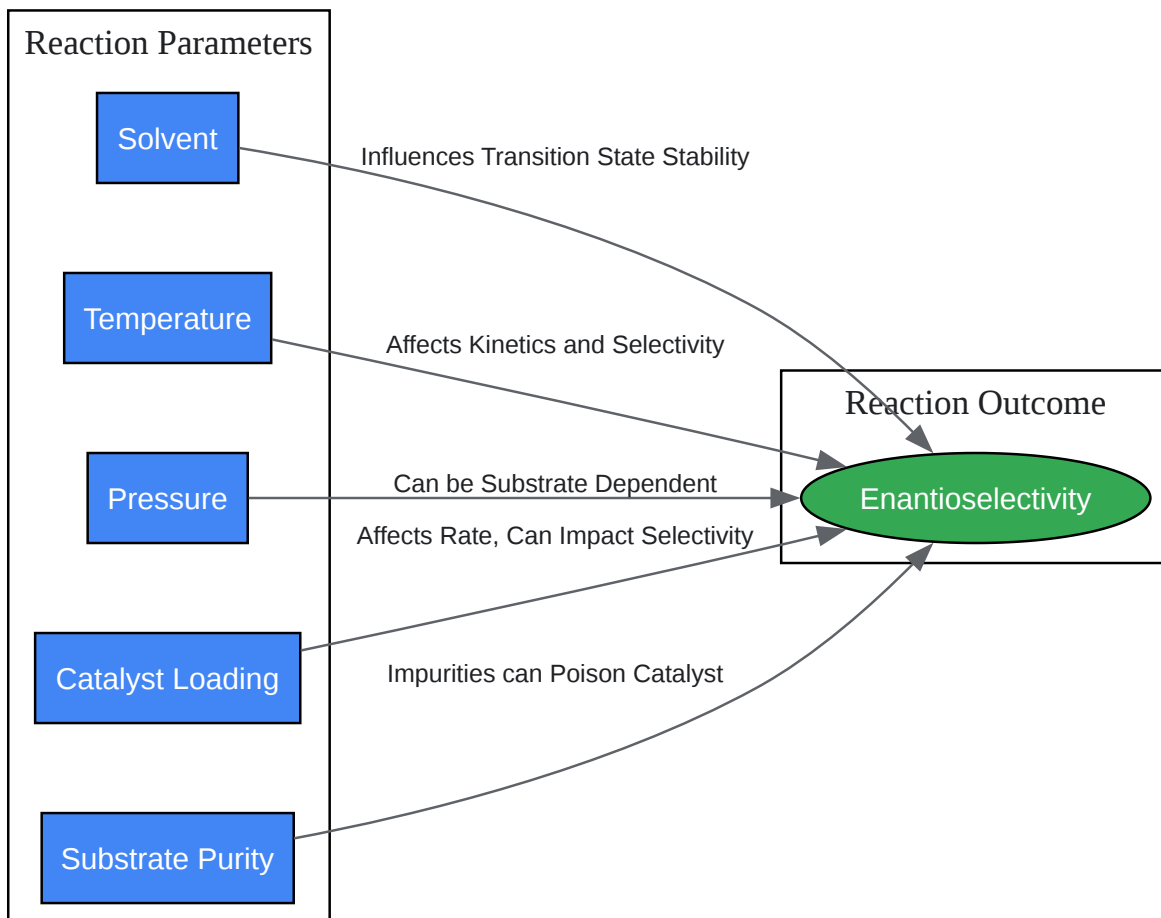 Reaction Parameters
Solvent
Influences Transition State Stability
Temperature
Affects Kinetics and Selectivity
Reaction Outcome
Pressure
Can be Substrate Dependent
Enantioselectivity
Affects Rate, Can Impact Selectivity
Catalyst Loading
Impurities can Poison Catalyst
Substrate Purity